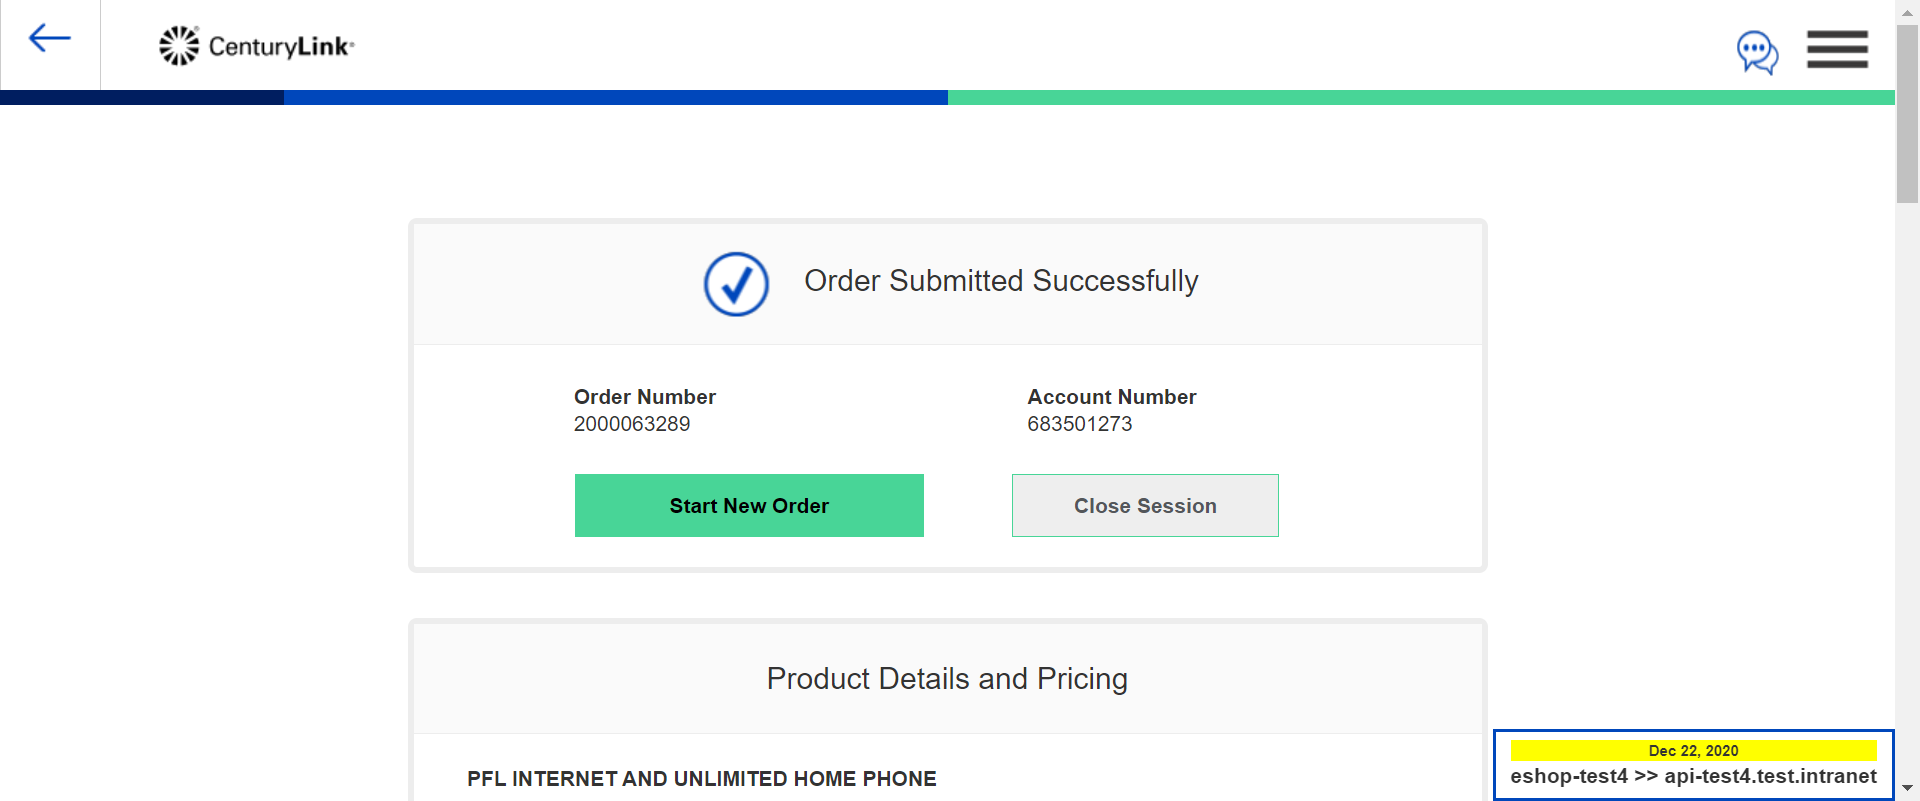 CenturyLink®
Order Submitted Successfully
Order Number
2000063289
Account Number
683501273
Start New Order
Close Session
Product Details and Pricing
PFL INTERNET AND UNLIMITED HOME PHONE
Dec 22, 2020
eshop-test4 >> api-test4.test.intranet